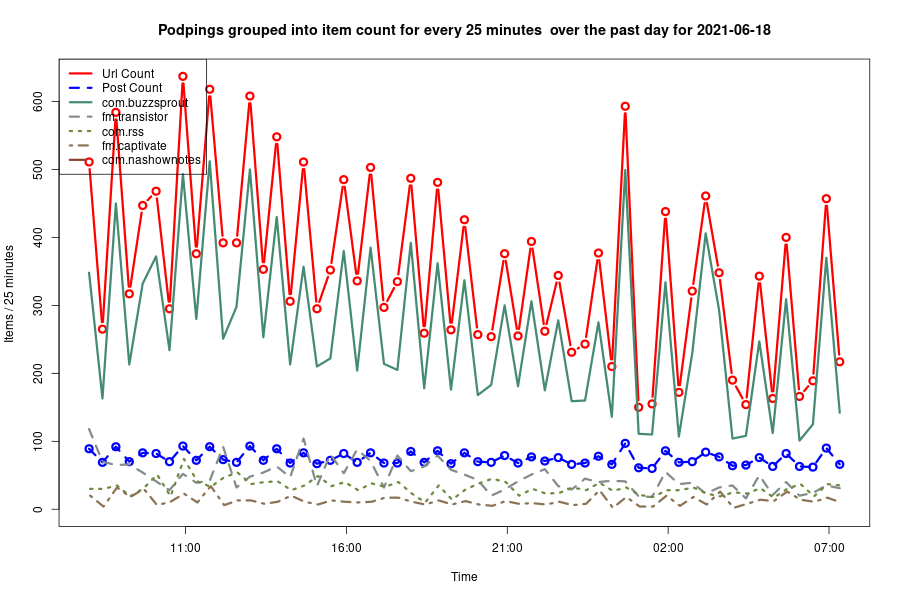 Podpings grouped into item count for every 25 minutes  over the past day for 2021-06-18
Url Count
Post Count
com.buzzsprout
fm.transistor
com.rss
fm.captivate
com.nashownotes
Items / 25 minutes
600
500
400
300
200
100
0
11:00
16:00
21:00
02:00
07:00
Time